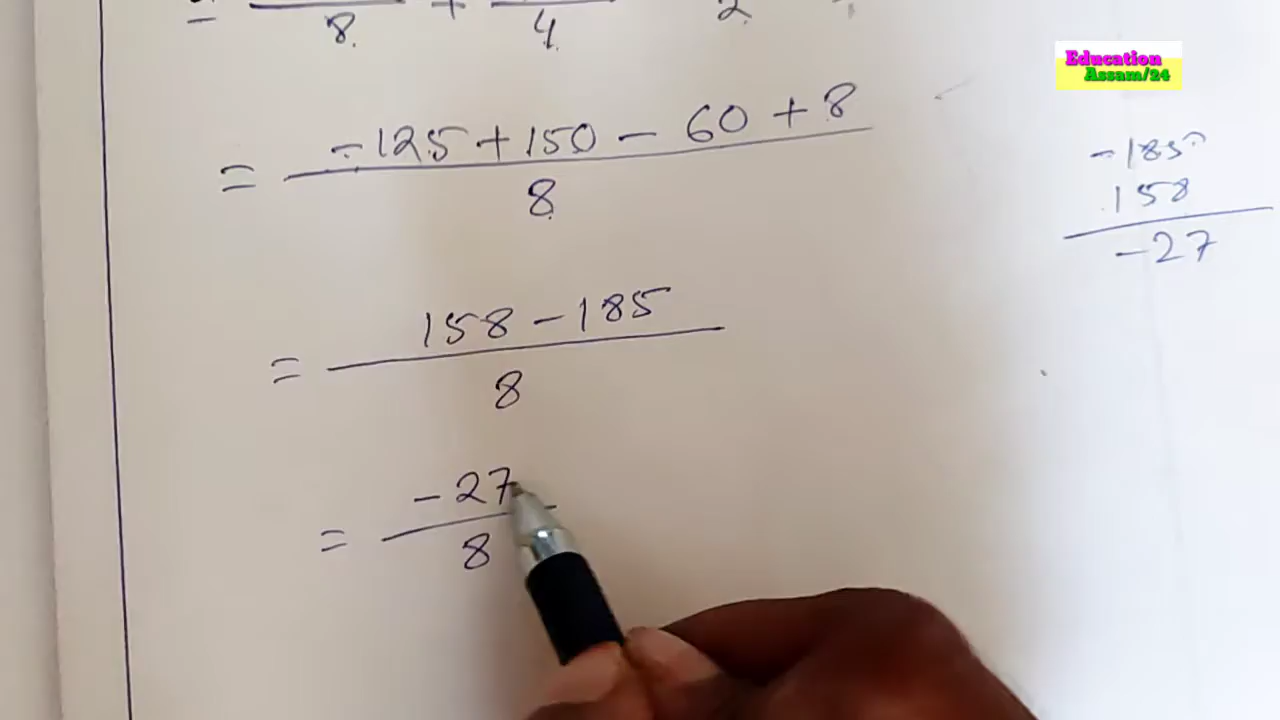 8 + 4 2
Education
Assam/24
= -125 + 150 - 60 + 8
8
-185
158
-27
= 158 - 185
8
= -27
8